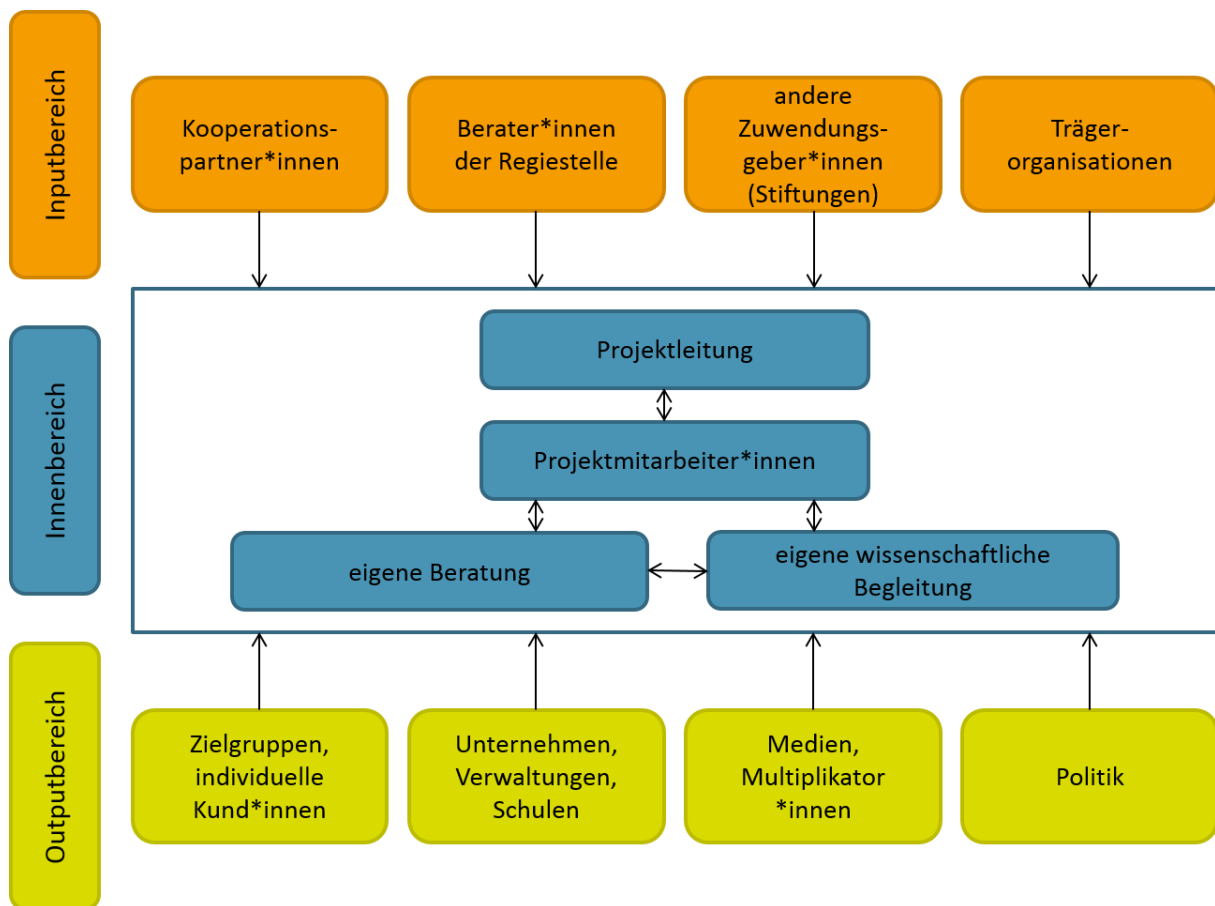 Inputbereich
Kooperations-
partner*innen
Berater*innen
der Regiestelle
andere
Zuwendungs-
geber*innen
(Stiftungen)
Träger-
organisationen
Innenbereich
Projektleitung
Projektmitarbeiter*innen
eigene Beratung
eigene wissenschaftliche
Begleitung
Outputbereich
Zielgruppen,
individuelle
Kund*innen
Unternehmen,
Verwaltungen,
Schulen
Medien,
Multiplikator
*innen
Politik